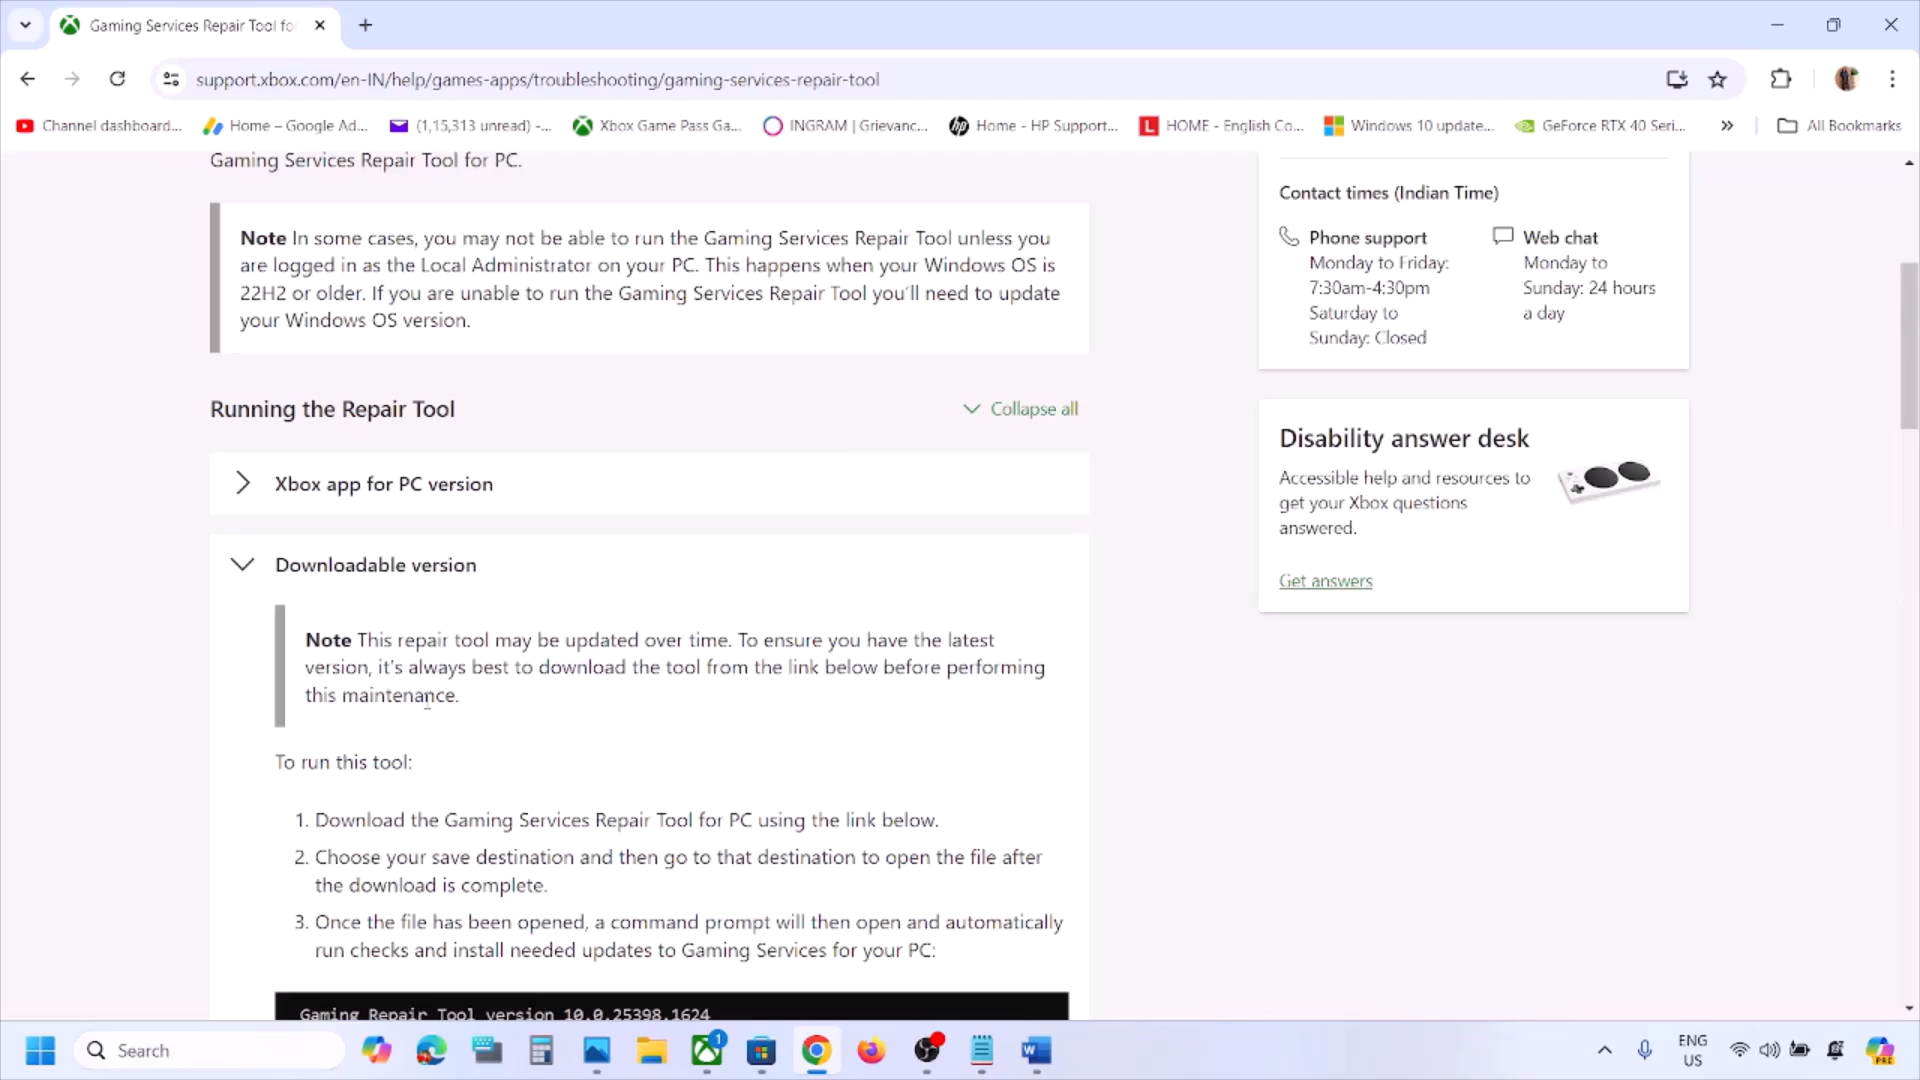 Gaming Services Repair Tool fo
support.xbox.com/en-IN/help/games-apps/troubleshooting/gaming-services-repair-tool
Channel dashboard...
Home – Google Ad...
(1,15,313 unread) -...
Xbox Game Pass Ga...
INGRAM | Grievanc...
Home - HP Support...
HOME - English Co...
Windows 10 update...
GeForce RTX 40 Seri...
All Bookmarks
Gaming Services Repair Tool for PC.
Note In some cases, you may not be able to run the Gaming Services Repair Tool unless you
are logged in as the Local Administrator on your PC. This happens when your Windows OS is
22H2 or older. If you are unable to run the Gaming Services Repair Tool you'll need to update
your Windows OS version.
Running the Repair Tool
Collapse all
Xbox app for PC version
Downloadable version
Note This repair tool may be updated over time. To ensure you have the latest
version, it's always best to download the tool from the link below before performing
this maintenance.
To run this tool:
1. Download the Gaming Services Repair Tool for PC using the link below.
2. Choose your save destination and then go to that destination to open the file after
the download is complete.
3. Once the file has been opened, a command prompt will then open and automatically
run checks and install needed updates to Gaming Services for your PC:
Gaming Repair Tool version 10.0.25398.1624
Contact times (Indian Time)
Phone support
Monday to Friday:
7:30am-4:30pm
Saturday to
Sunday: Closed
Web chat
Monday to
Sunday: 24 hours
a day
Disability answer desk
Accessible help and resources to
get your Xbox questions
answered.
Get answers
Search
1
ENG
US
PRE